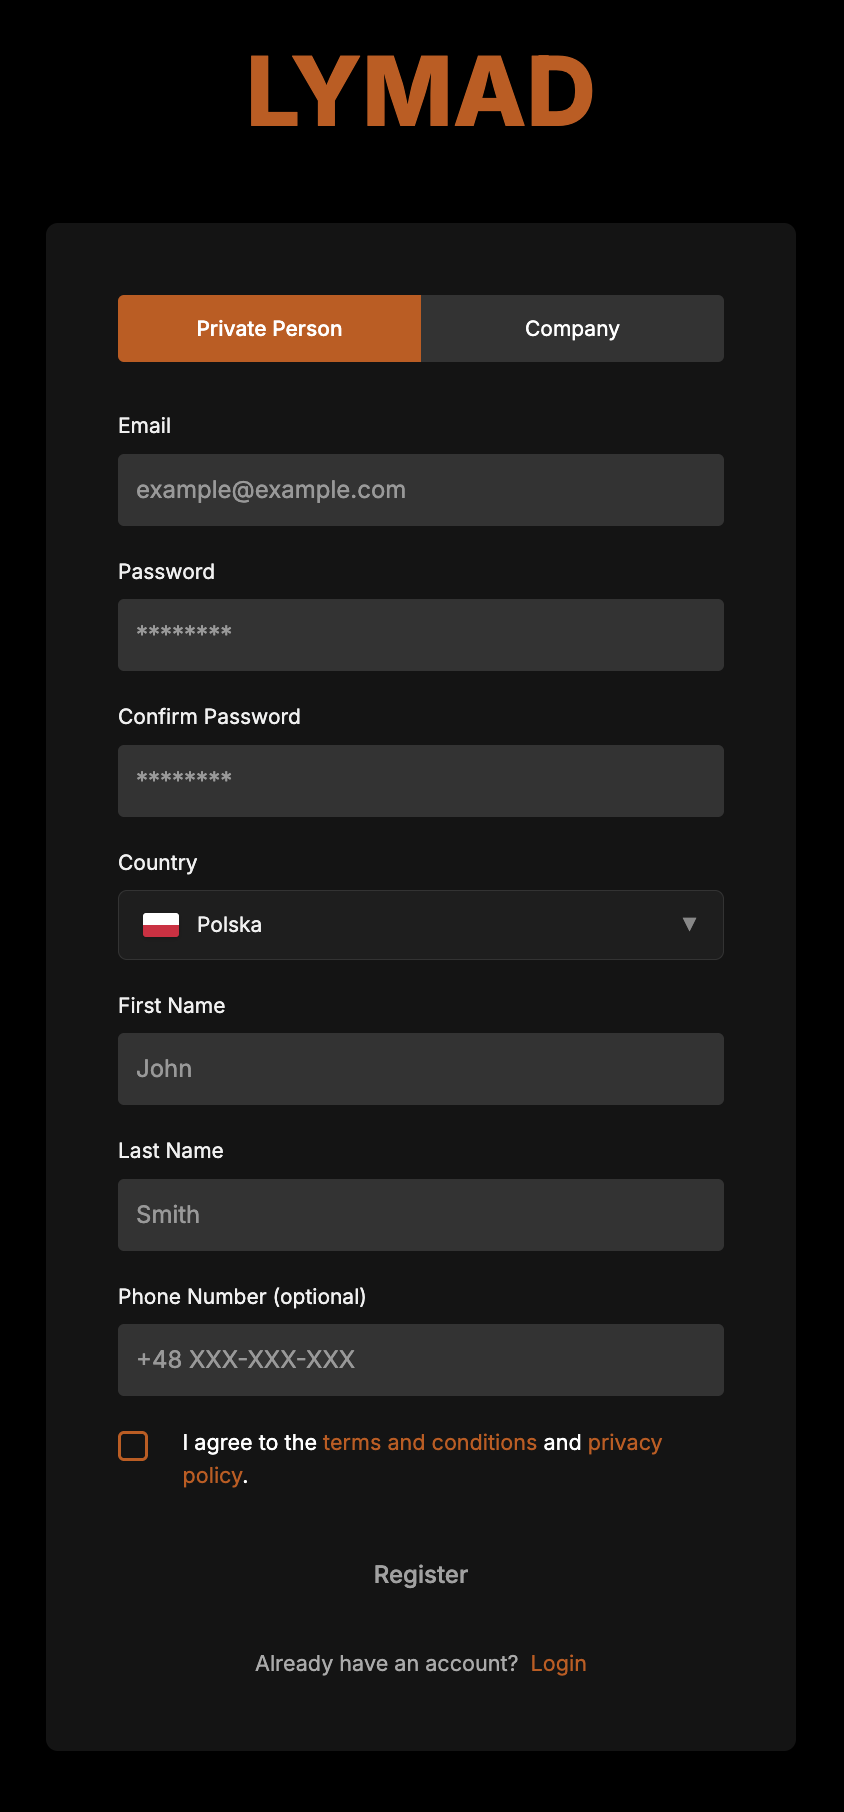 LYMAD
Private Person
Company
Email
example@example.com
Password
********
Confirm Password
********
Country
Polska
First Name
John
Last Name
Smith
Phone Number (optional)
+48 XXX-XXX-XXX
I agree to the terms and conditions and privacy
policy.
Register
Already have an account? Login